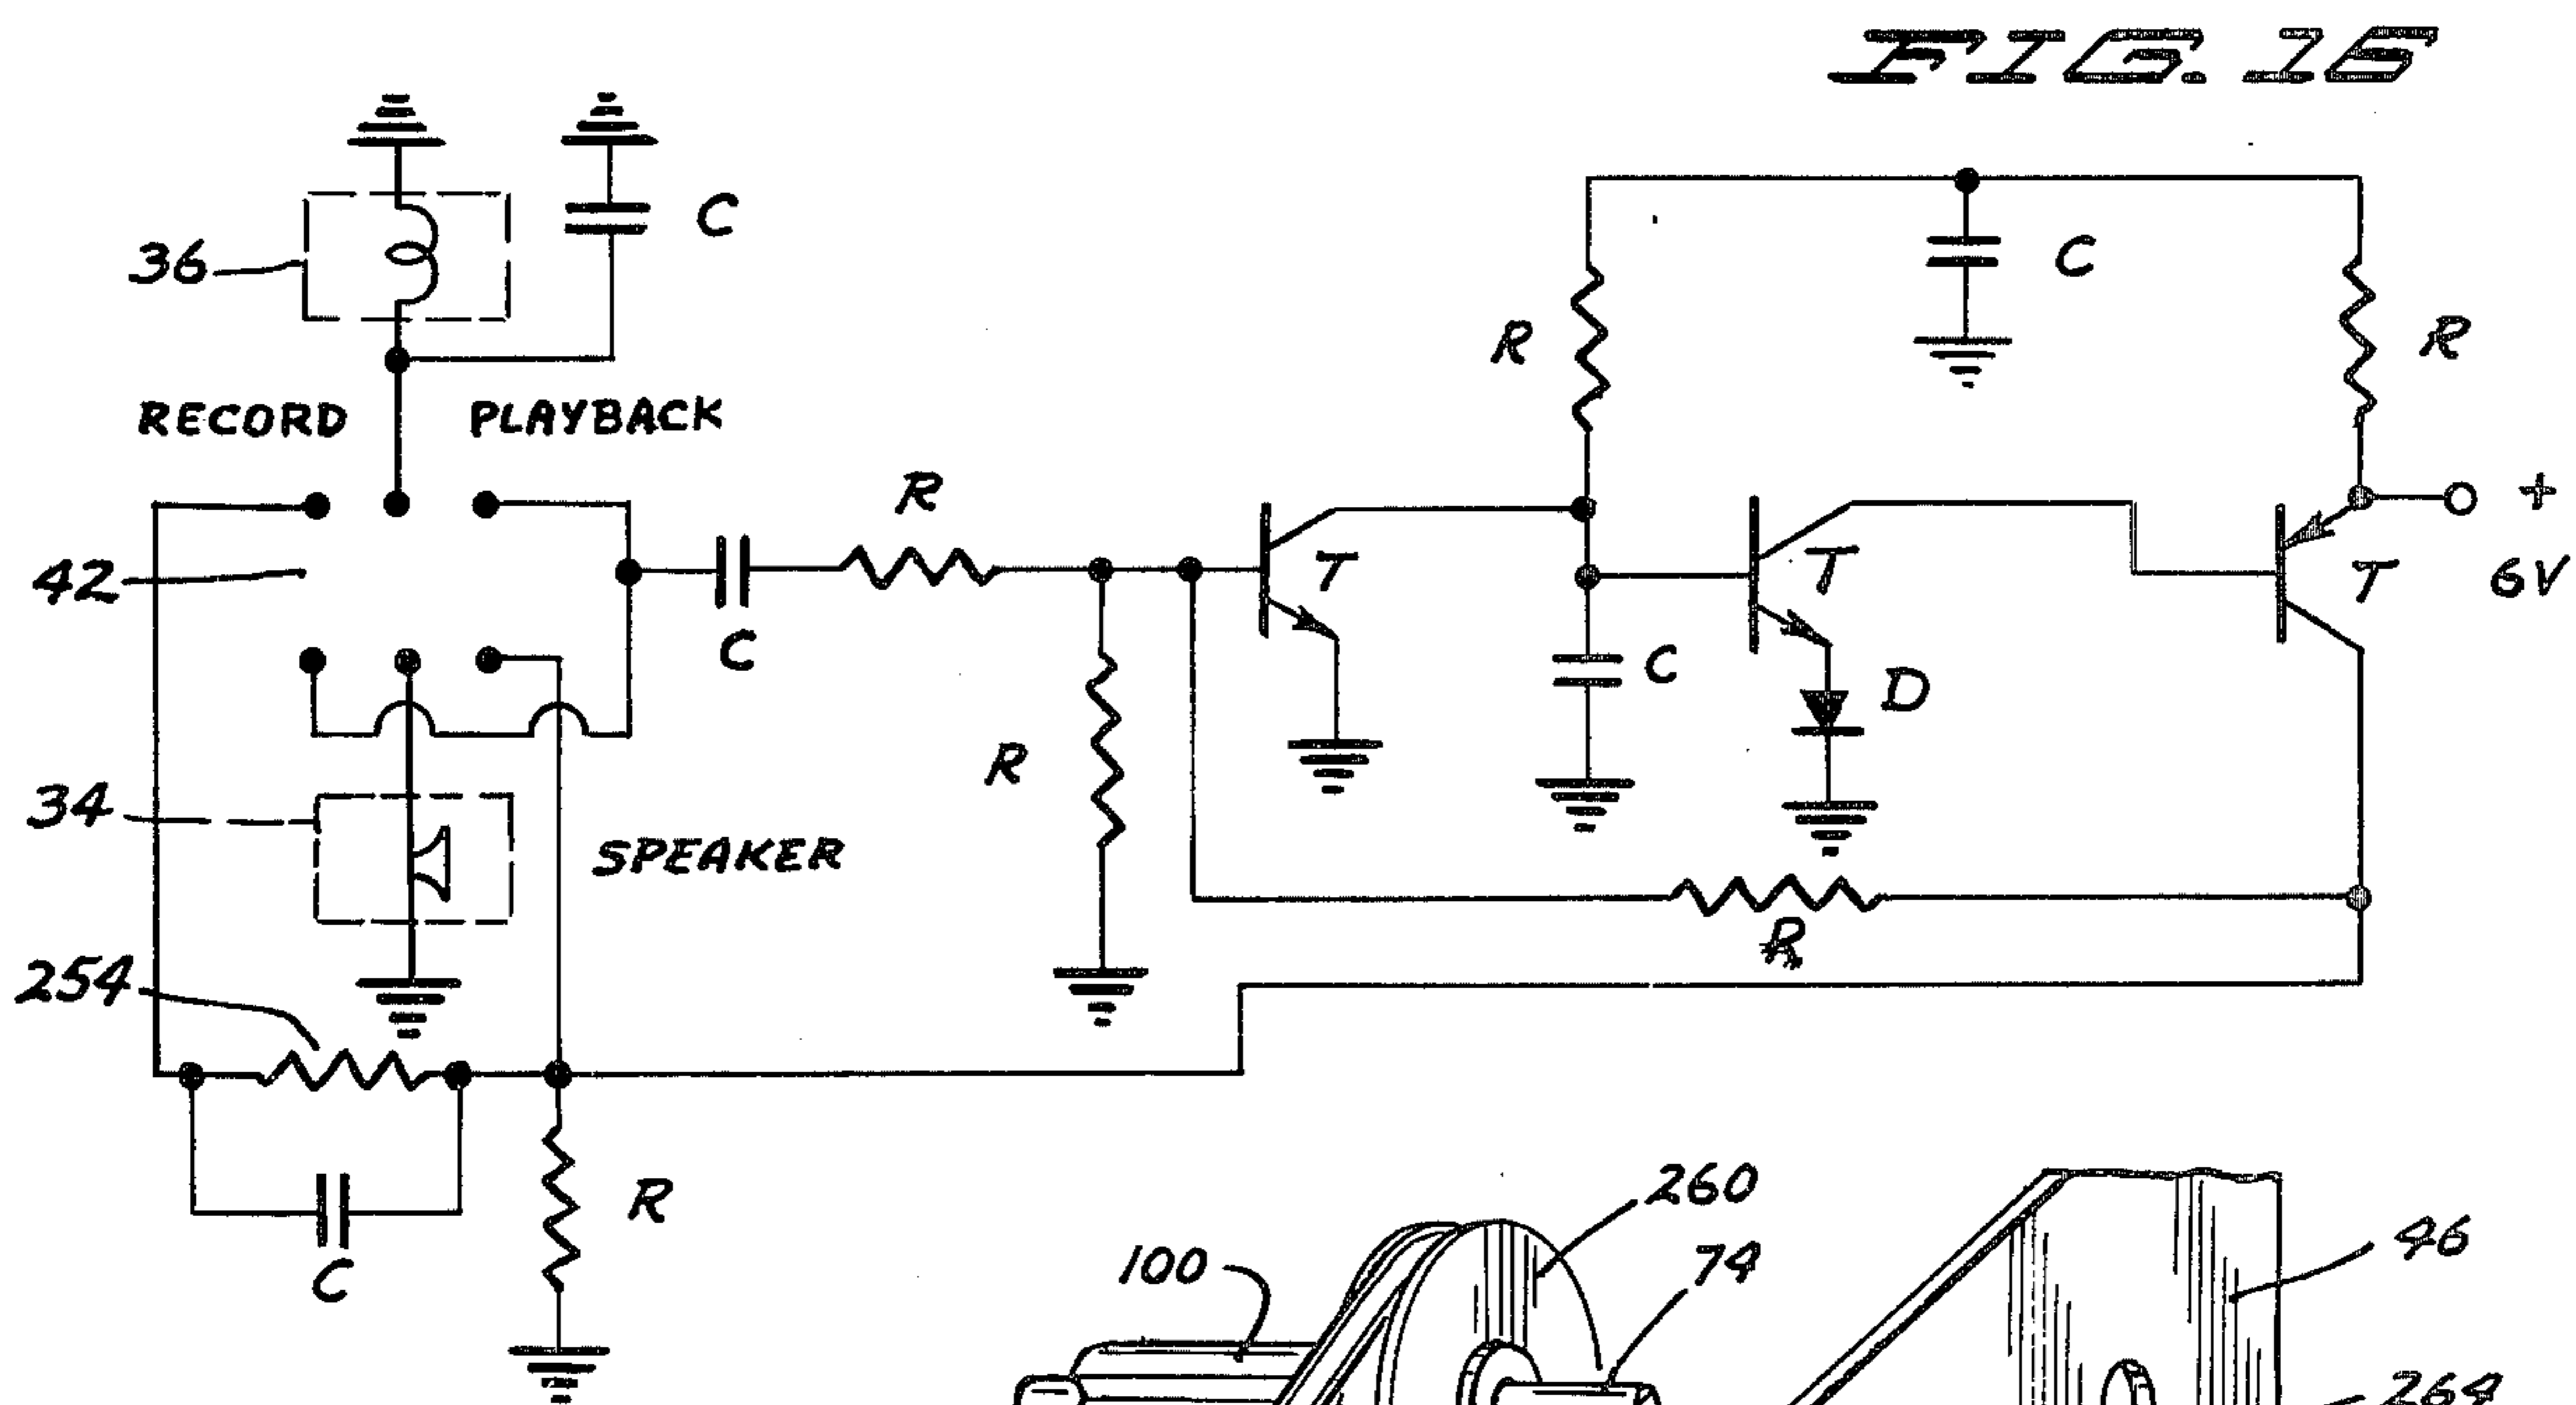 FIG. 16
C
36
C
R
R
RECORD PLAYBACK
R
+
42
T
T
T
6V
C
C
D
R
34
SPEAKER
R
254
260
R
46
100
74
C
264